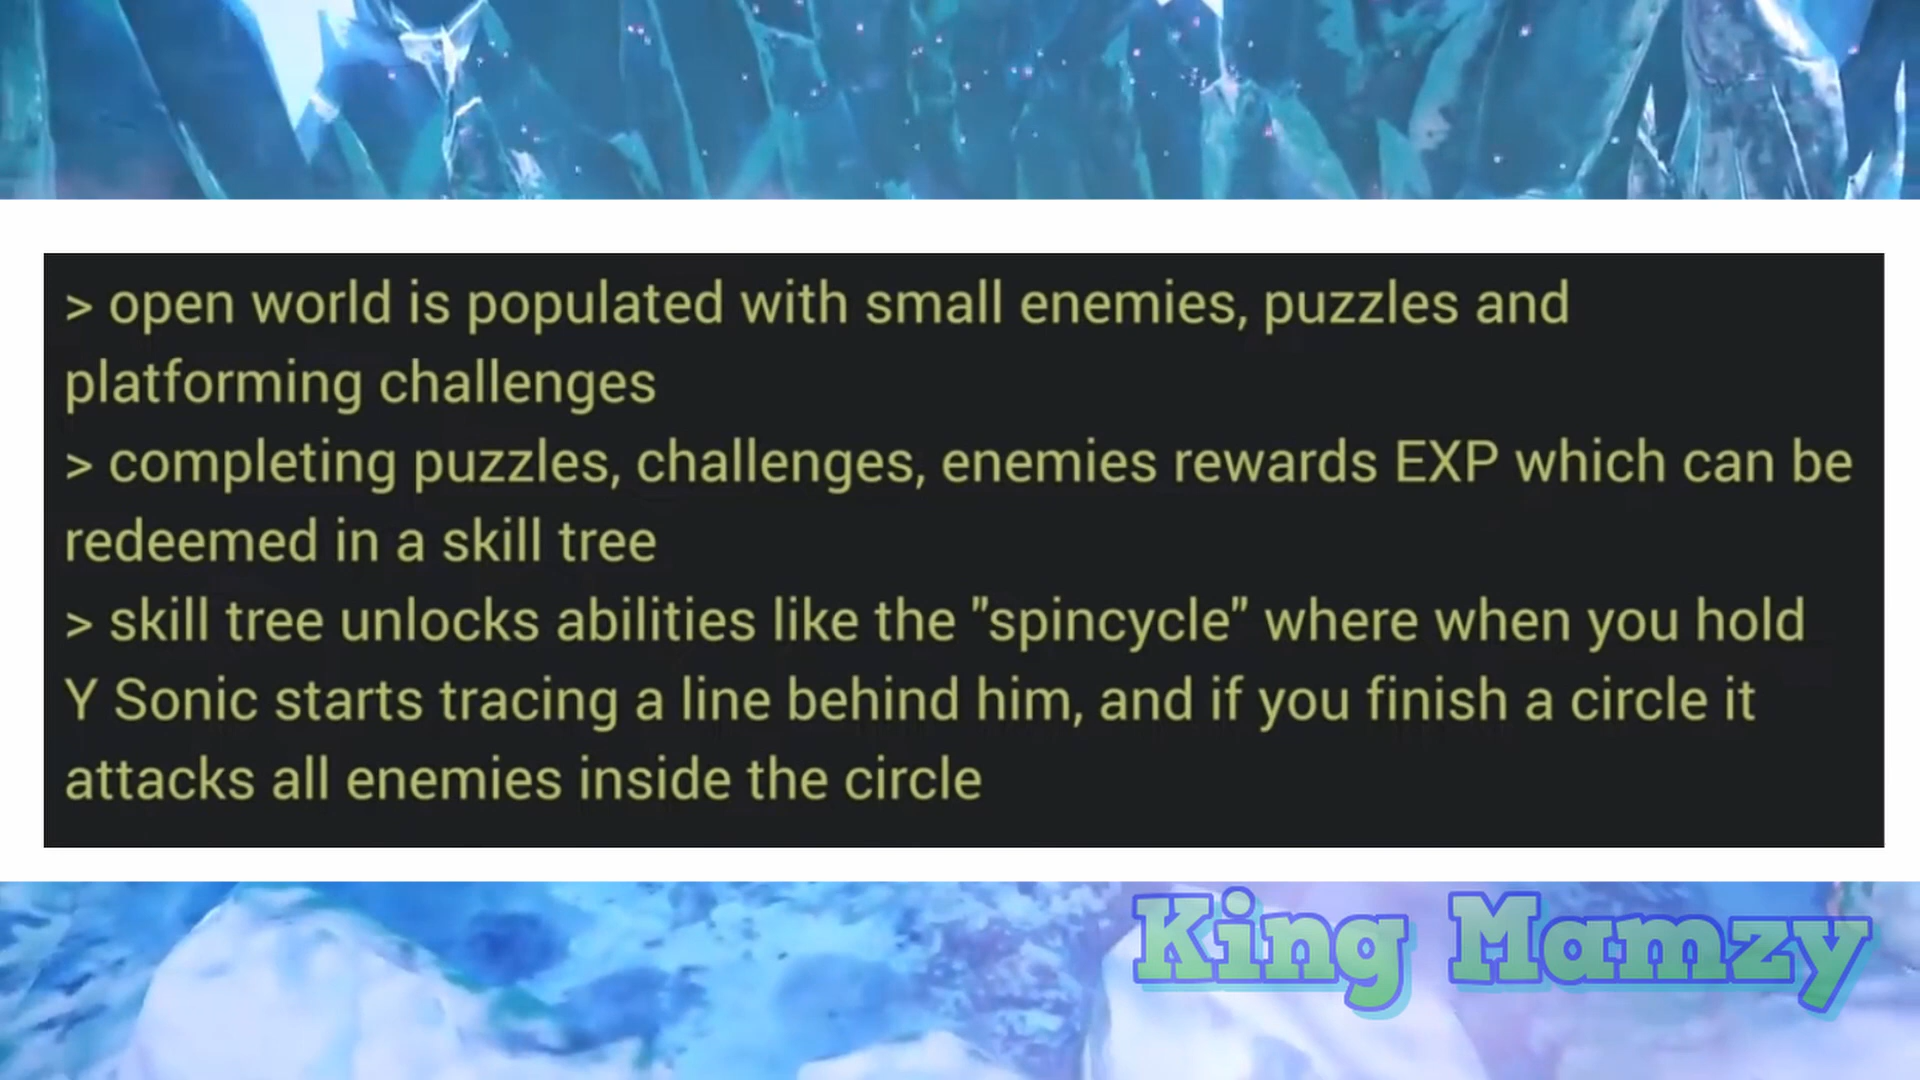 > open world is populated with small enemies, puzzles and
platforming challenges
> completing puzzles, challenges, enemies rewards EXP which can be
redeemed in a skill tree
> skill tree unlocks abilities like the "spincycle" where when you hold
Y Sonic starts tracing a line behind him, and if you finish a circle it
attacks all enemies inside the circle
King Mamzy